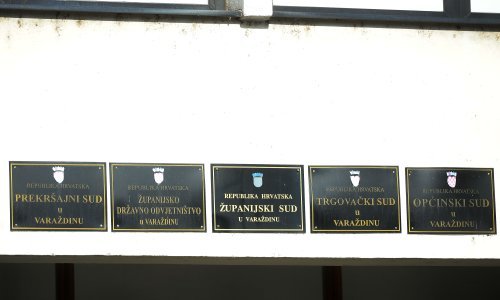 REPUBLIKA HRVATSKA
PREKRŠAJNI SUD
u
VARAŽDINU
REPUBLIKA HRVATSKA
ŽUPANIJSKO
DRŽAVNO ODVJETNIŠTVO
u VARAŽDINU
REPUBLIKA HRVATSKA
ŽUPANIJSKI SUD
U VARAŽDINU
REPUBLIKA HRVATSKA
TRGOVAČKI SUD
u
VARAŽDINU
REPUBLIKA HRVATSKA
OPĆINSKI SUD
u
VARAŽDINU